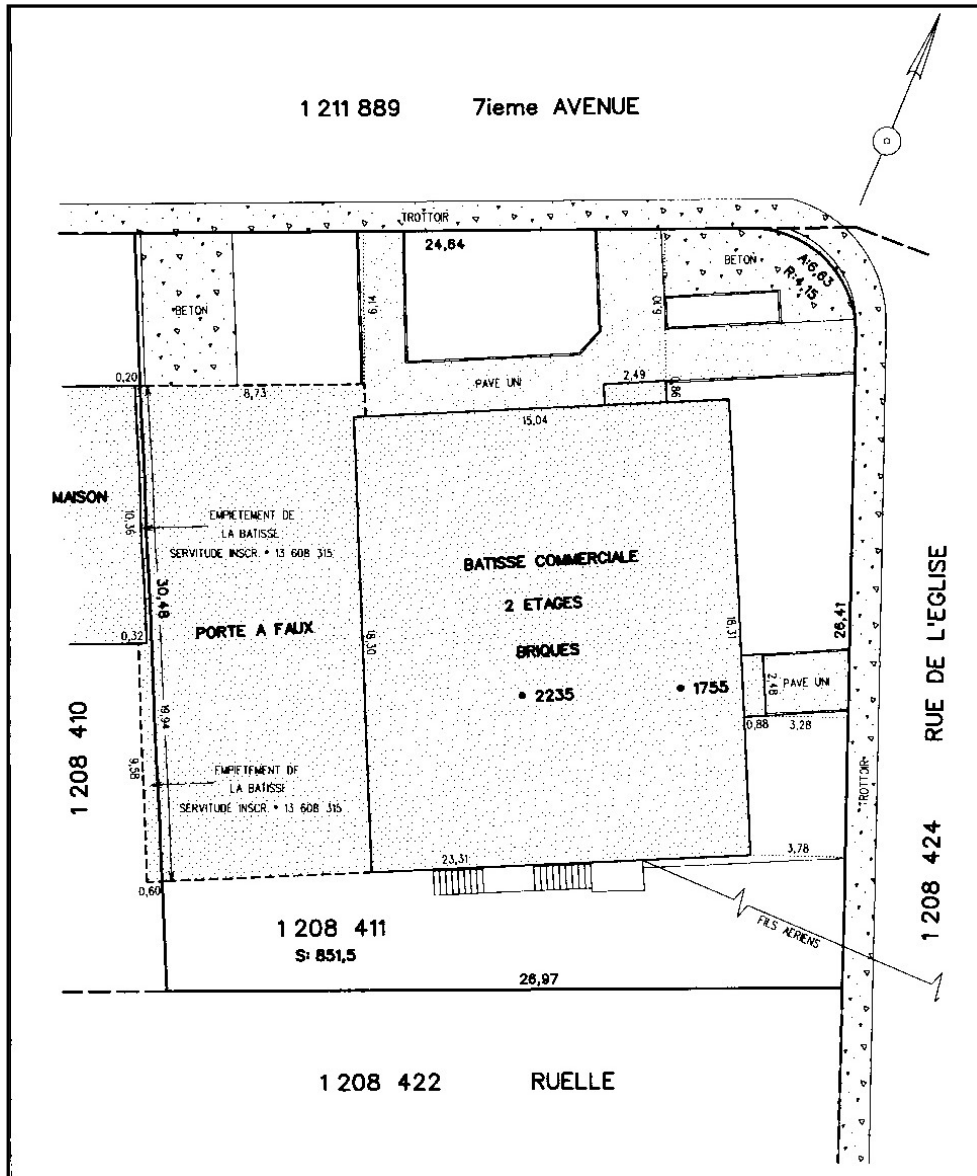 1 211 889 7ieme AVENUE
TROTTOIR
24,64
BETON
A:6,63
R:4,15
BETON
6,14
6,10
0,20
8,73
PAVE UNI
2,49
0,86
15,04
MAISON
10,36
EMPIETEMENT DE
LA BATISSE
SERVITUDE INSCR. • 13 608 315
30,48
BATISSE COMMERCIALE
2 ETAGES
BRIQUES
• 2235
• 1755
PORTE A FAUX
0,32
18,30
18,31
26,41
2,48
PAVE UNI
0,88
3,28
RUE DE L'EGLISE
1 208 410
19,94
9,58
EMPIETEMENT DE
LA BATISSE
SERVITUDE INSCR. • 13 608 315
TROTTOIR
0,60
23,31
3,78
1 208 424
1 208 411
S: 851,5
FILS AERIENS
26,97
1 208 422 RUELLE